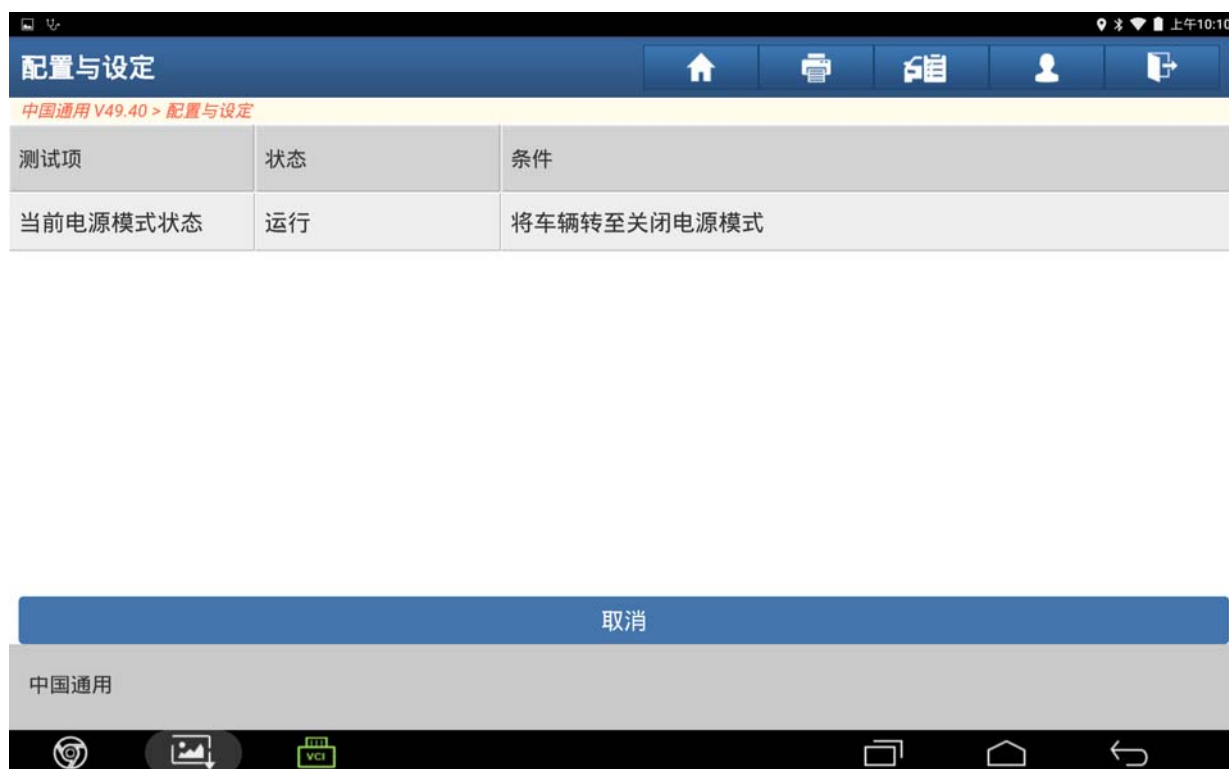 上午10:10
配置与设定
中国通用 V49.40 > 配置与设定
测试项 状态 条件
当前电源模式状态 运行 将车辆转至关闭电源模式
取消
中国通用
VCI